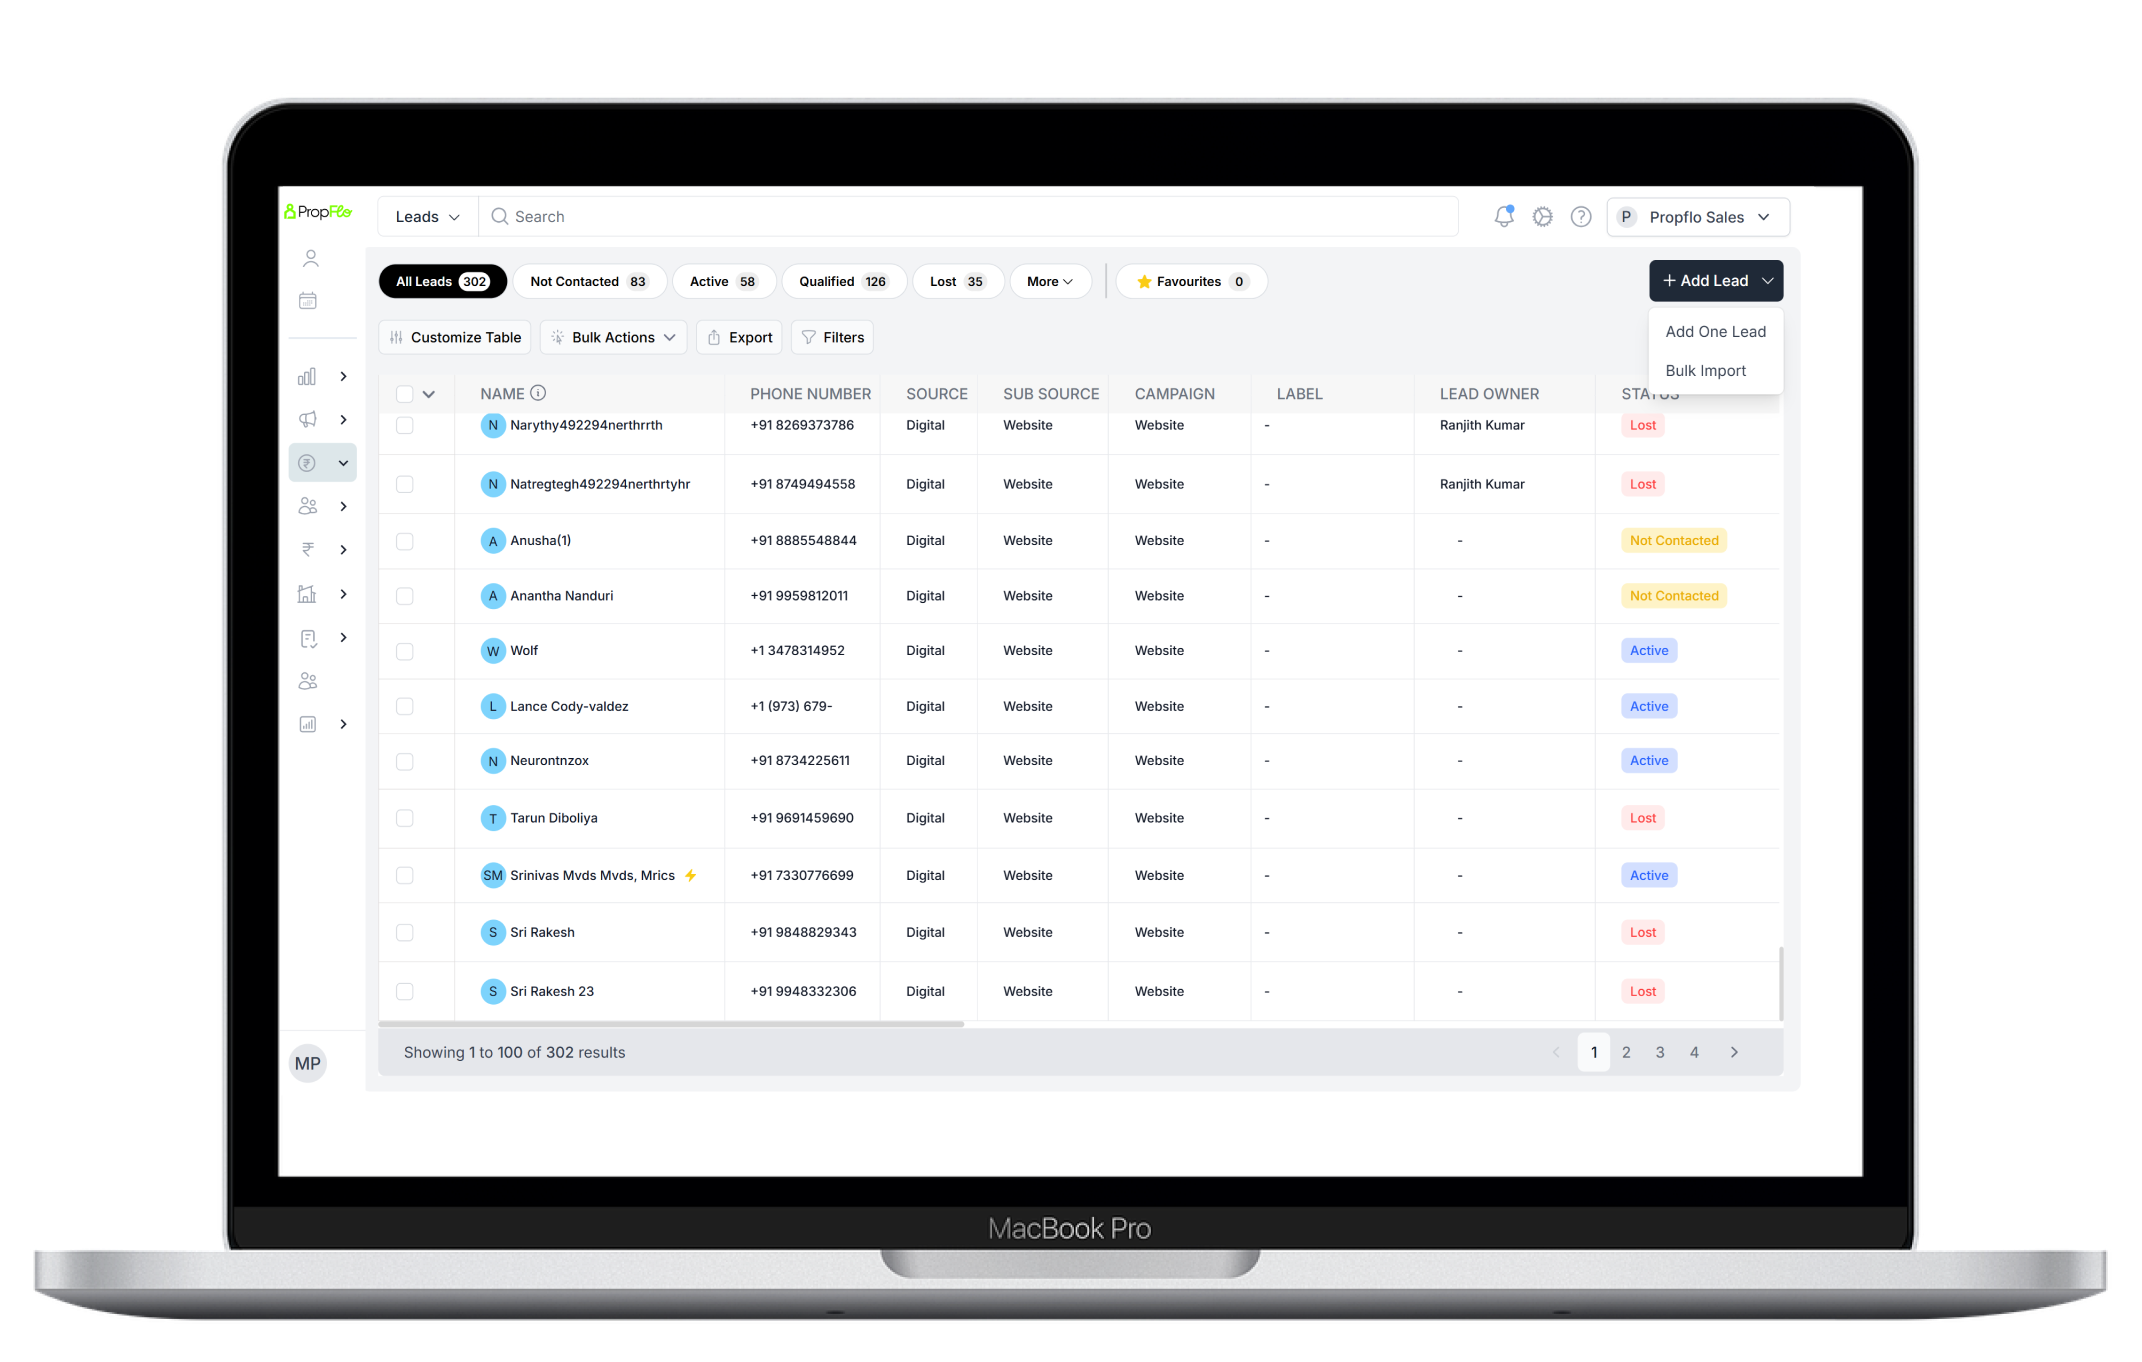 PropFlo
Leads
Search
P Propflo Sales
All Leads 302
Not Contacted 83
Active 58
Qualified 126
Lost 35
More
Favourites 0
+ Add Lead
Add One Lead
Bulk Import
Customize Table
Bulk Actions
Export
Filters
NAME PHONE NUMBER SOURCE SUB SOURCE CAMPAIGN LABEL LEAD OWNER STATUS
N Narythy492294nerthrrth +91 8269373786 Digital Website Website - Ranjith Kumar Lost
N Natregtegh492294nerthrtyhr +91 8749494558 Digital Website Website - Ranjith Kumar Lost
A Anusha(1) +91 8885548844 Digital Website Website - - Not Contacted
A Anantha Nanduri +91 9959812011 Digital Website Website - - Not Contacted
W Wolf +1 3478314952 Digital Website Website - - Active
L Lance Cody-valdez +1 (973) 679- Digital Website Website - - Active
N Neurontnzox +91 8734225611 Digital Website Website - - Active
T Tarun Diboliya +91 9691459690 Digital Website Website - - Lost
SM Srinivas Mvds Mvds, Mrics +91 7330776699 Digital Website Website - - Active
S Sri Rakesh +91 9848829343 Digital Website Website - - Lost
S Sri Rakesh 23 +91 9948332306 Digital Website Website - - Lost
Showing 1 to 100 of 302 results
1 2 3 4
MP
MacBook Pro